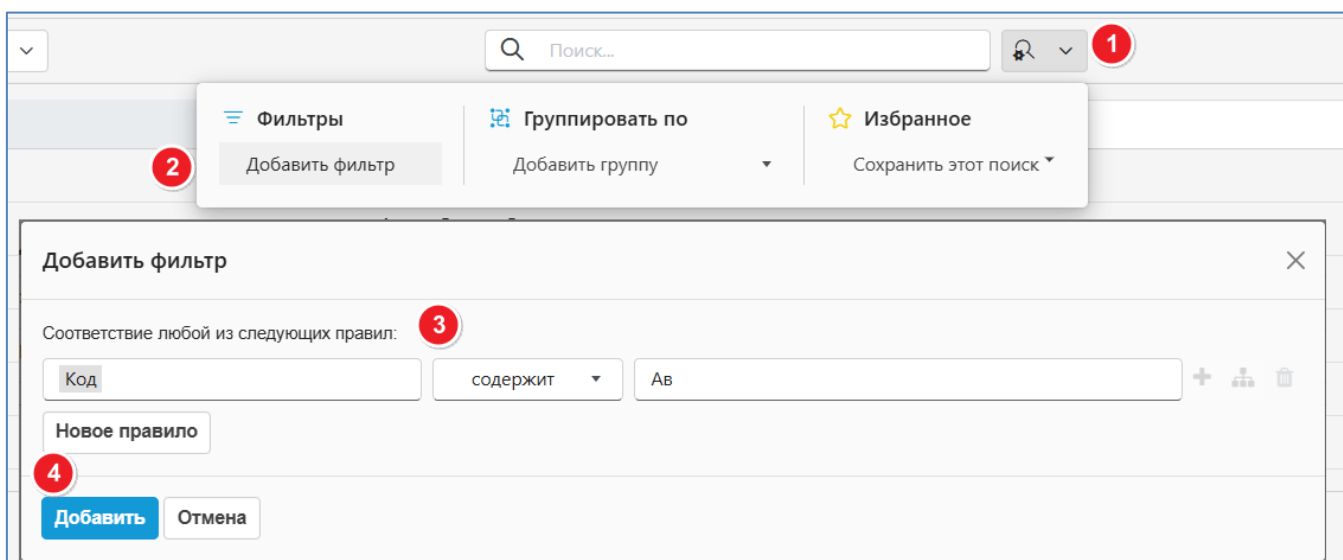 Поиск...
1
Фильтры Группировать по Избранное
2 Добавить фильтр Добавить группу Сохранить этот поиск
Добавить фильтр
Соответствие любой из следующих правил: 3
Код содержит Ав
Новое правило
4
Добавить Отмена